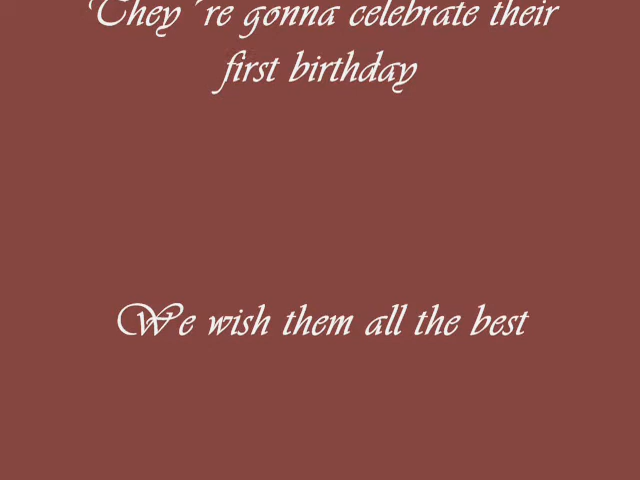 They´re gonna celebrate their
first birthday
We wish them all the best